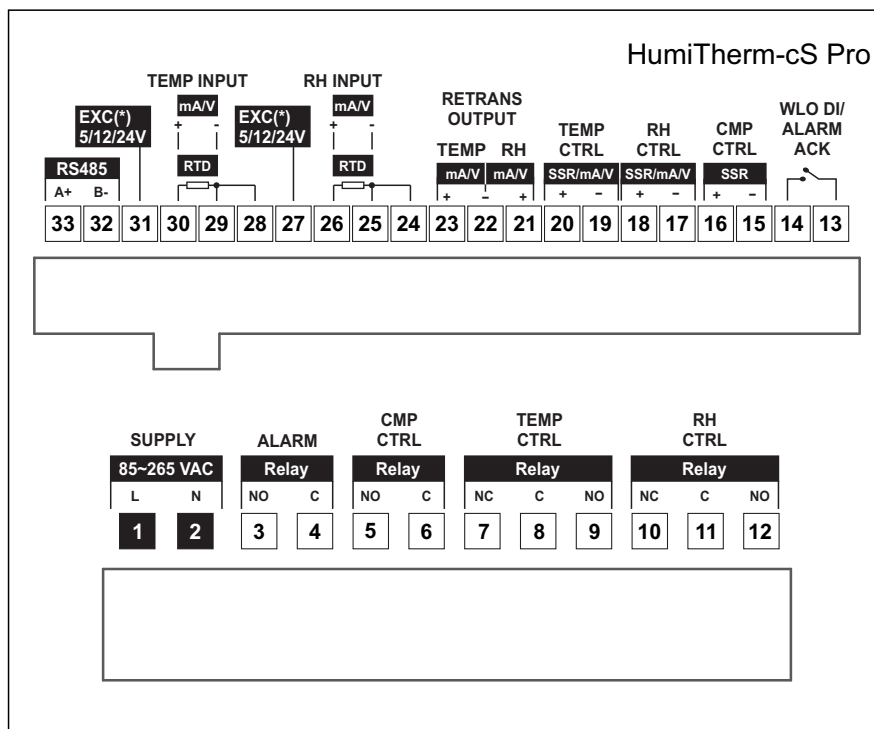 HumiTherm-cS Pro
TEMP INPUT
RH INPUT
mA/V
mA/V
+ -
+ -
EXC(*)
5/12/24V
EXC(*)
5/12/24V
RTD
RTD
RS485
A+ B-
RETRANS
OUTPUT
TEMP RH
mA/V mA/V
+ − +
TEMP
CTRL
SSR/mA/V
+ −
RH
CTRL
SSR/mA/V
+ −
CMP
CTRL
SSR
+ −
WLO DI/
ALARM
ACK
33 32 31 30 29 28 27 26 25 24 23 22 21 20 19 18 17 16 15 14 13
SUPPLY
85~265 VAC
L N
ALARM
Relay
NO C
CMP
CTRL
Relay
NO C
TEMP
CTRL
Relay
NC C NO
RH
CTRL
Relay
NC C NO
1 2 3 4 5 6 7 8 9 10 11 12